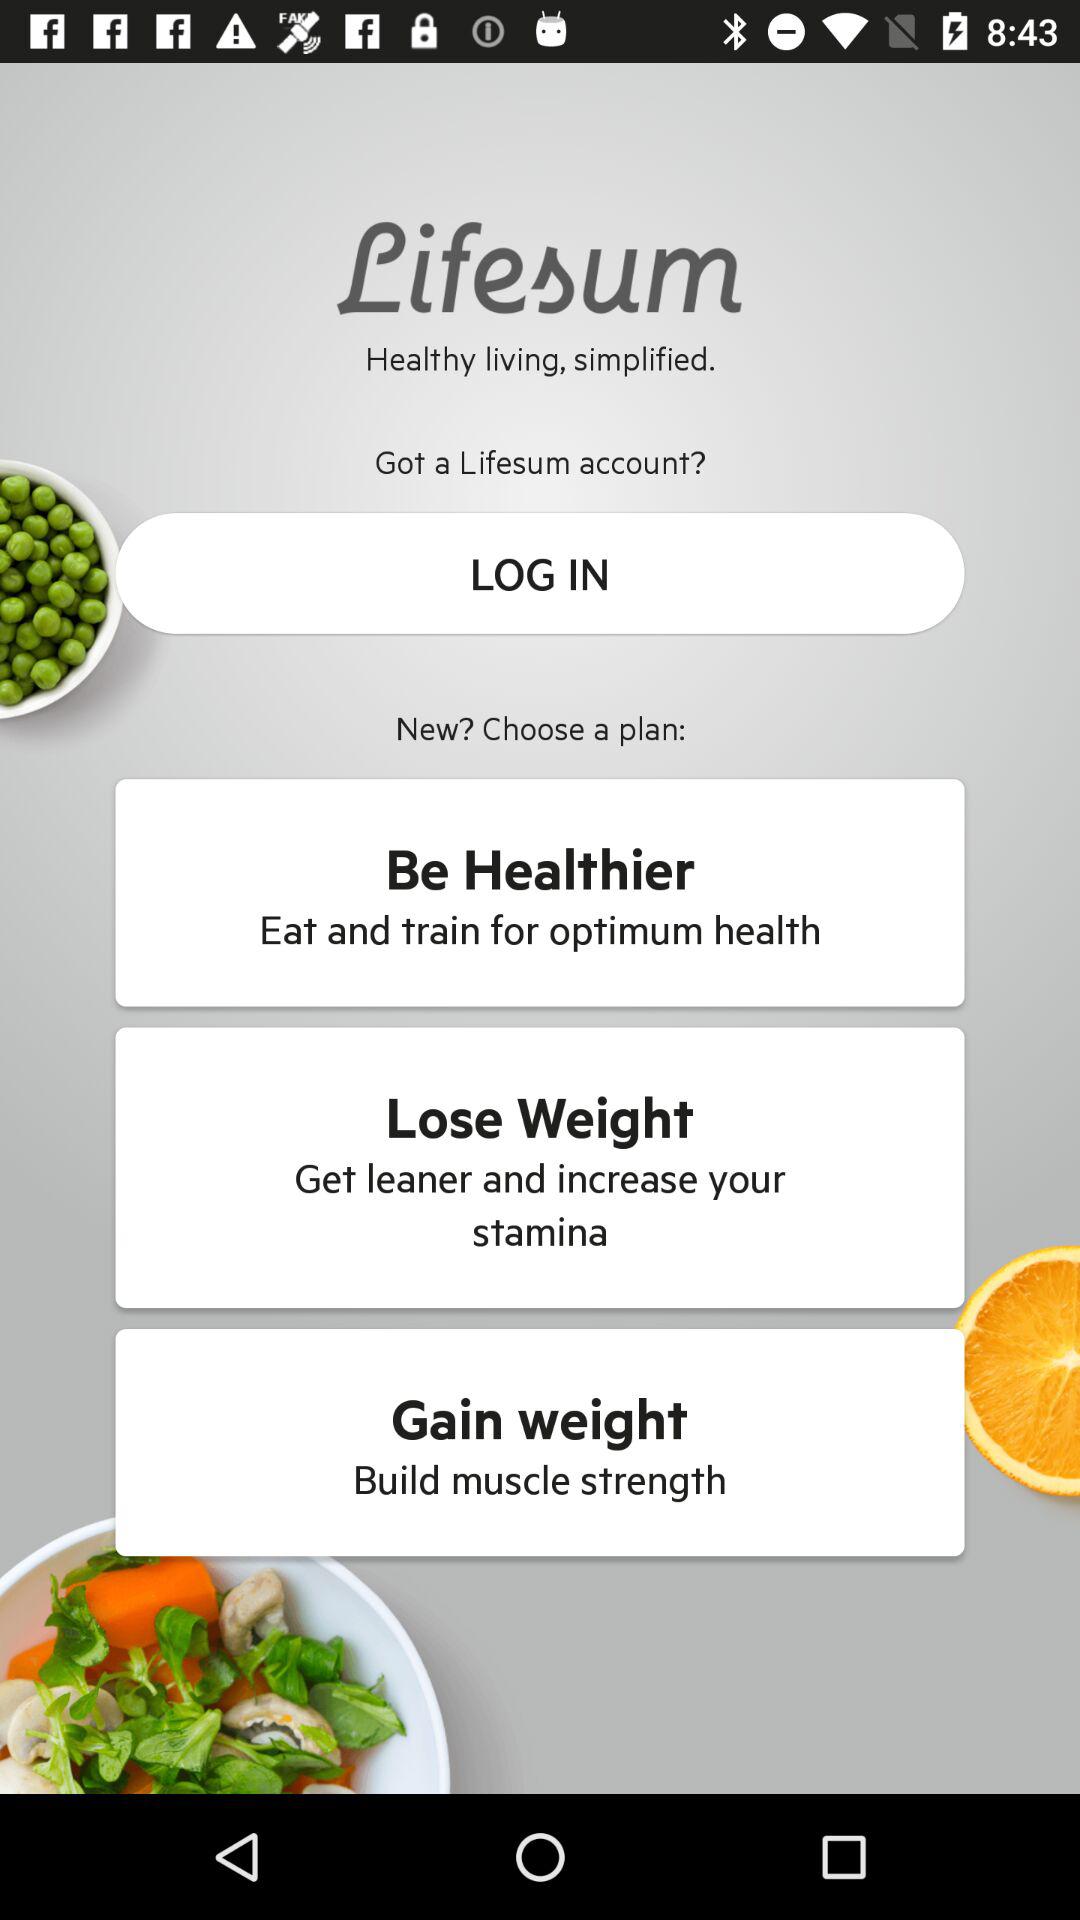 8:43
Lifesum
Healthy living, simplified.
Got a Lifesum account?
LOG IN
New? Choose a plan:
Be Healthier
Eat and train for optimum health
Lose Weight
Get leaner and increase your
stamina
Gain weight
Build muscle strength